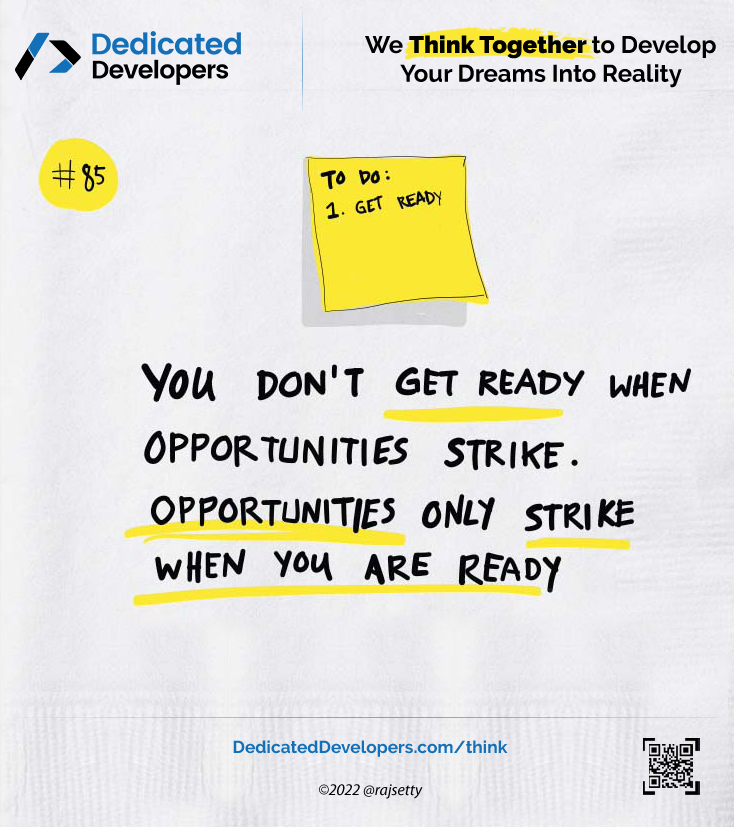 Dedicated
Developers
We Think Together to Develop
Your Dreams Into Reality
#85
TO DO:
1. GET READY
YOU DON'T GET READY WHEN
OPPORTUNITIES STRIKE.
OPPORTUNITIES ONLY STRIKE
WHEN YOU ARE READY
DedicatedDevelopers.com/think
©2022 @rajsetty